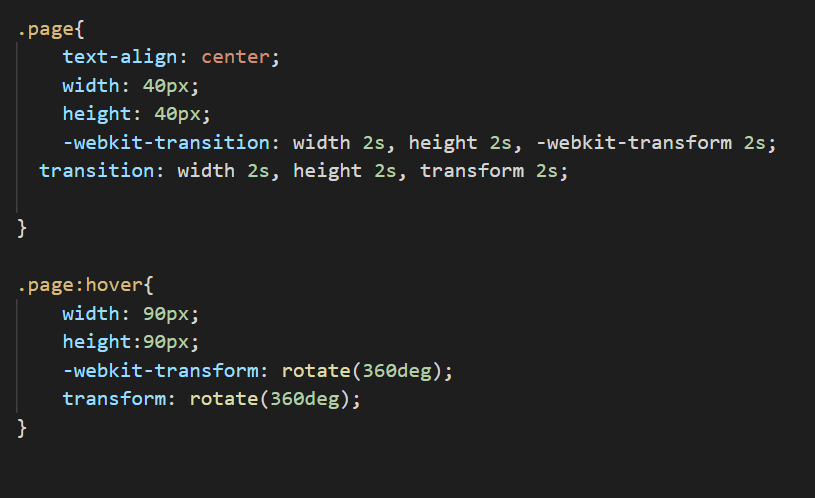 .page{
text-align: center;
width: 40px;
height: 40px;
-webkit-transition: width 2s, height 2s, -webkit-transform 2s;
transition: width 2s, height 2s, transform 2s;
}
.page:hover{
width: 90px;
height:90px;
-webkit-transform: rotate(360deg);
transform: rotate(360deg);
}